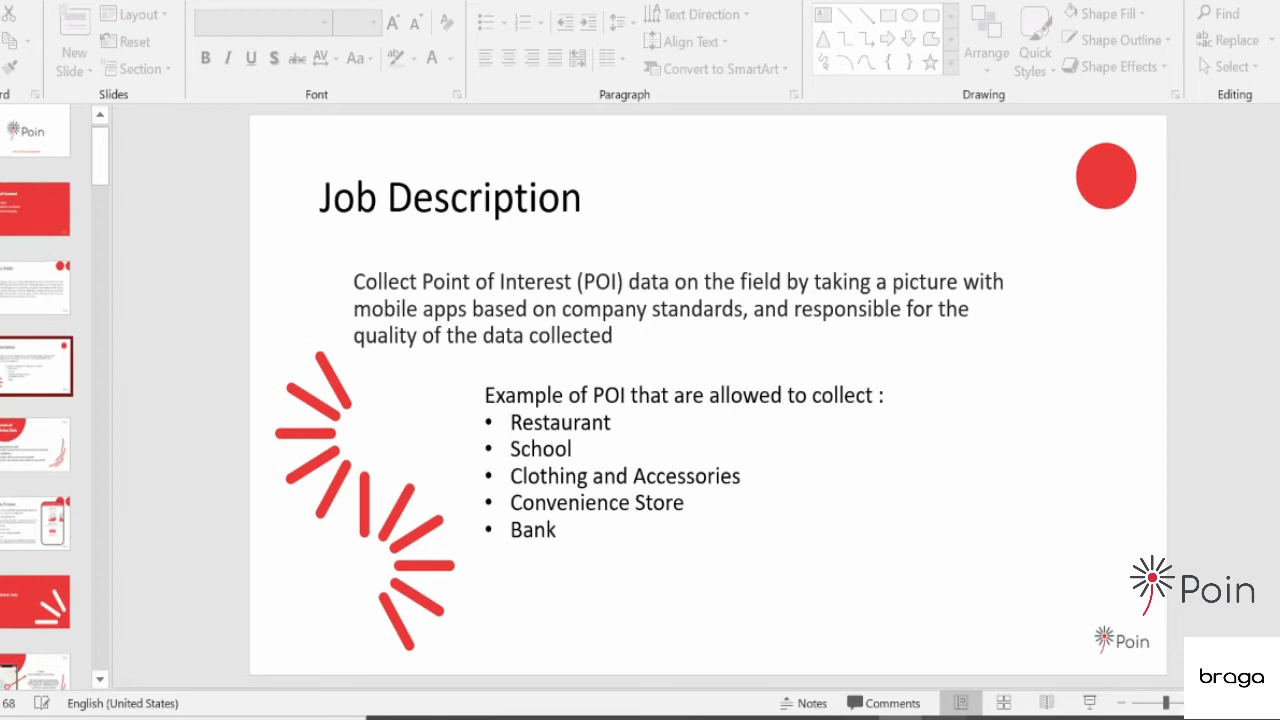 Layout
Reset
Section
New
Slide
rd
Slides
B I U S abc AV Aa A
Font
Text Direction
Align Text
Convert to SmartArt
Paragraph
Arrange
Quick
Styles
Shape Fill
Shape Outline
Shape Effects
Drawing
Find
Replace
Select
Editing
Poin
Job Description
Collect Point of Interest (POI) data on the field by taking a picture with
mobile apps based on company standards, and responsible for the
quality of the data collected
Example of POI that are allowed to collect :
• Restaurant
• School
• Clothing and Accessories
• Convenience Store
• Bank
Poin
Poin
braga
68
English (United States)
Notes
Comments